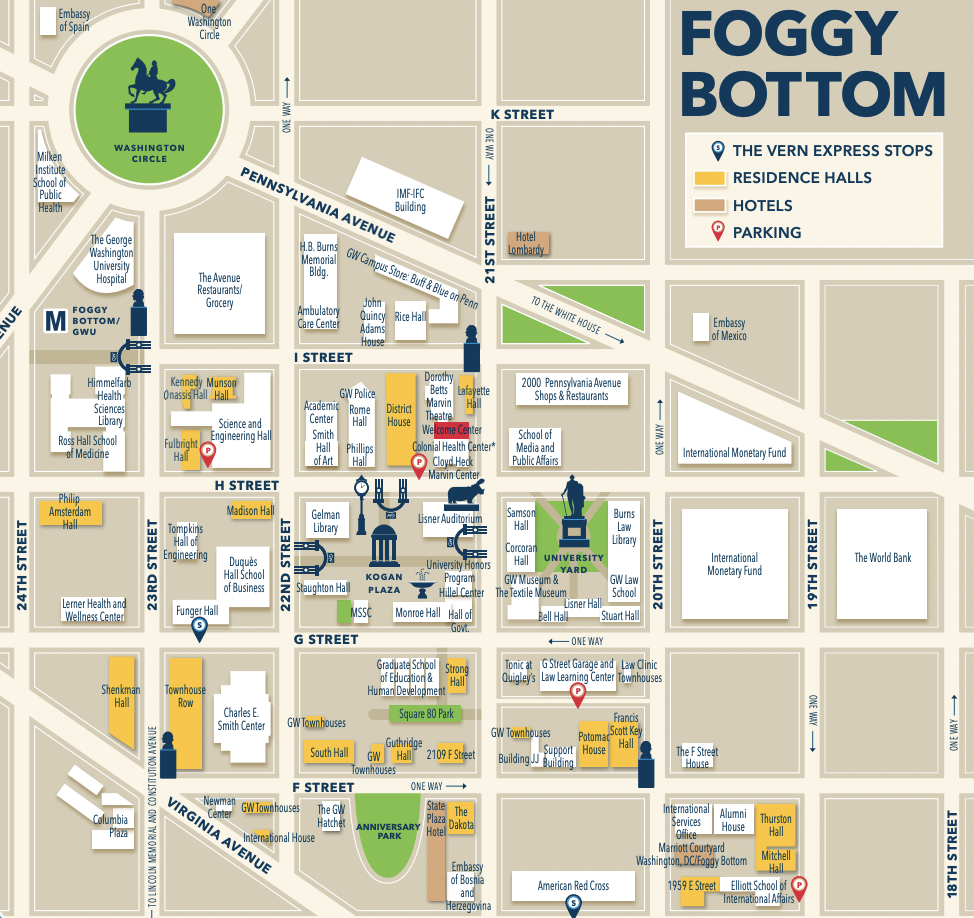 Embassy
of Spain
One
Washington
Circle
FOGGY
BOTTOM
WASHINGTON
CIRCLE
ONE WAY
K STREET
ONE WAY
S
THE VERN EXPRESS STOPS
RESIDENCE HALLS
HOTELS
P
PARKING
Milken
Institute
School of
Public
Health
PENNSYLVANIA AVENUE
IMF-IFC
Building
21ST STREET
Hotel
Lombardy
The George
Washington
University
Hospital
The Avenue
Restaurants/
Grocery
H.B. Burns
Memorial
Bldg.
GW Campus Store: Buff & Blue on Penn
Ambulatory
Care Center
John
Quincy
Adams
House
Rice Hall
TO THE WHITE HOUSE
Embassy
of Mexico
ENUE
M
FOGGY
BOTTOM/
GWU
I STREET
Himmelfarb
Health
Sciences
Library
Ross Hall School
of Medicine
Kennedy
Onassis Hall
Munson
Hall
Science and
Engineering Hall
Fulbright
Hall
P
Academic
Center
Smith
Hall
of Art
GW Police
Rome
Hall
Phillips
Hall
District
House
Dorothy
Betts
Marvin
Theatre
Lafayette
Hall
Welcome Center
Colonial Health Center*
Cloyd Heck
Marvin Center
P
2000 Pennsylvania Avenue
Shops & Restaurants
School of
Media and
Public Affairs
ONE WAY
International Monetary Fund
H STREET
24TH STREET
Philip
Amsterdam
Hall
23RD STREET
Madison Hall
Tompkins
Hall of
Engineering
Duquès
Hall School
of Business
22ND STREET
Lerner Health and
Wellness Center
Funger Hall
S
Gelman
Library
Lisner Auditorium
KOGAN
PLAZA
Staughton Hall
University Honors
Program
Hillel Center
MSSC
Monroe Hall
Hall of
Govt.
Samson
Hall
Corcoran
Hall
UNIVERSITY
YARD
Burns
Law
Library
GW Museum &
The Textile Museum
GW Law
School
Lisner Hall
Bell Hall
Stuart Hall
20TH STREET
International
Monetary Fund
19TH STREET
The World Bank
G STREET
ONE WAY
Shenkman
Hall
Townhouse
Row
Charles E.
Smith Center
Graduate School
of Education &
Human Development
Strong
Hall
Square 80 Park
GW Townhouses
South Hall
GW
Townhouses
Guthridge
Hall
2109 F Street
Tonic at
Quigley's
G Street Garage and
Law Learning Center
Law Clinic
Townhouses
P
GW Townhouses
Building JJ
Support
Building
Potomac
House
Francis
Scott Key
Hall
The F Street
House
ONE WAY
ONE WAY
F STREET
ONE WAY
TO LINCOLN MEMORIAL AND CONSTITUTION AVENUE
Columbia
Plaza
VIRGINIA AVENUE
Newman
Center
GW Townhouses
International House
The GW
Hatchet
ANNIVERSARY
PARK
State
Plaza
Hotel
The
Dakota
Embassy
of Bosnia
and
Herzegovina
American Red Cross
S
International
Services
Office
Alumni
House
Thurston
Hall
Marriott Courtyard
Washington, DC/Foggy Bottom
Mitchell
Hall
1959 E Street
Elliott School of
International Affairs
P
18TH STREET